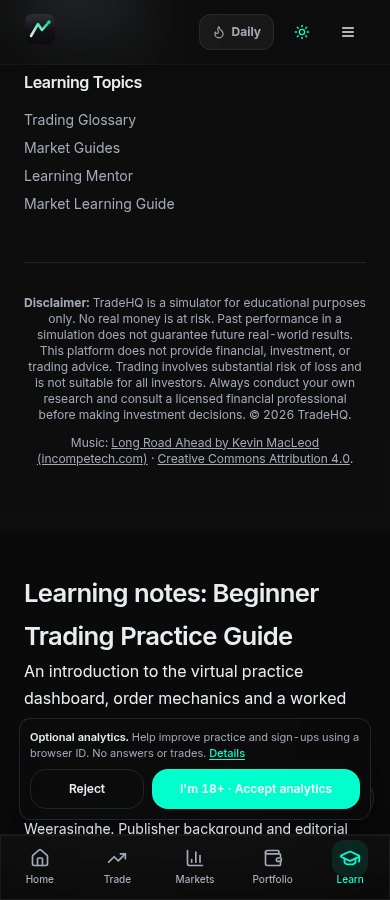 Daily
Learning Topics
Trading Glossary
Market Guides
Learning Mentor
Market Learning Guide
Disclaimer: TradeHQ is a simulator for educational purposes
only. No real money is at risk. Past performance in a
simulation does not guarantee future real-world results.
This platform does not provide financial, investment, or
trading advice. Trading involves substantial risk of loss and
is not suitable for all investors. Always conduct your own
research and consult a licensed financial professional
before making investment decisions. © 2026 TradeHQ.
Music: Long Road Ahead by Kevin MacLeod
(incompetech.com) · Creative Commons Attribution 4.0.
Learning notes: Beginner
Trading Practice Guide
An introduction to the virtual practice
dashboard, order mechanics and a worked
Optional analytics. Help improve practice and sign-ups using a
browser ID. No answers or trades. Details
Reject
I'm 18+ · Accept analytics
Weerasinghe. Publisher background and editorial
Home
Trade
Markets
Portfolio
Learn